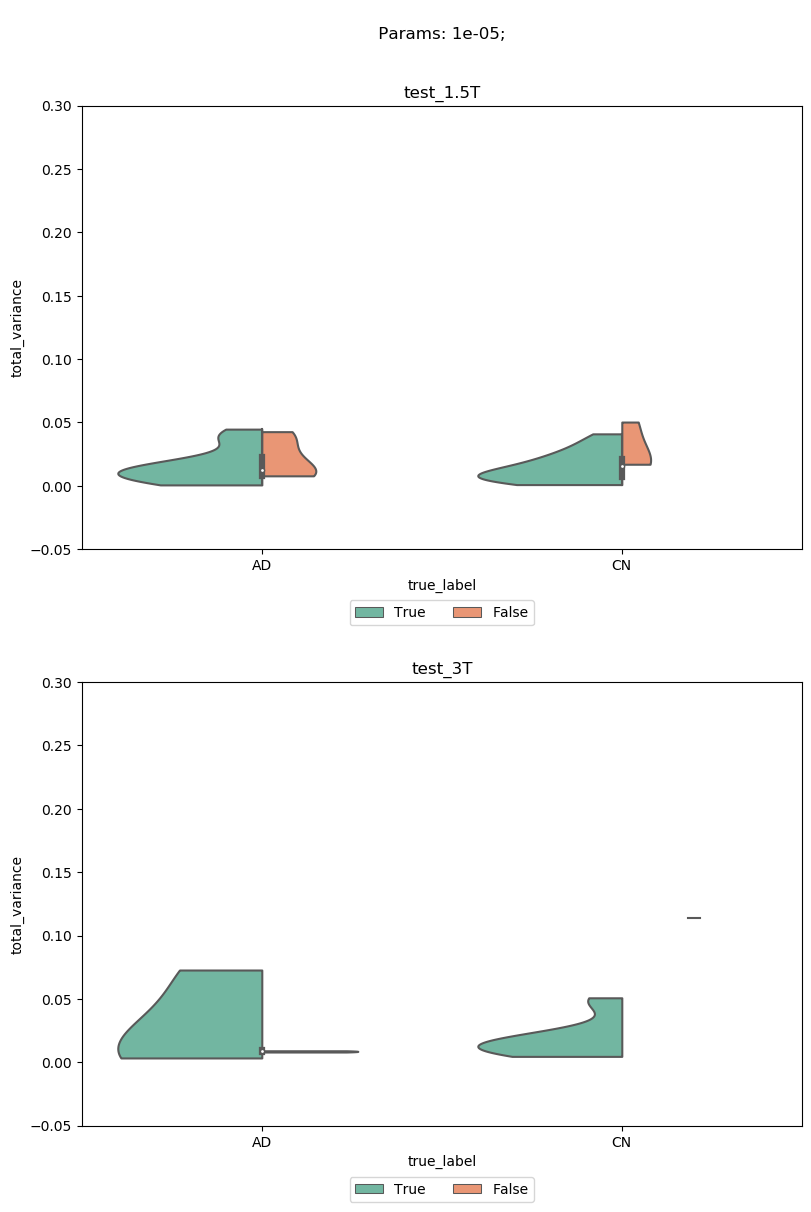 Params: 1e-05;
test_1.5T
0.30
0.25
0.20
0.15
0.10
0.05
0.00
−0.05
total_variance
AD CN
true_label
True False
test_3T
0.30
0.25
0.20
0.15
0.10
0.05
0.00
−0.05
total_variance
AD CN
true_label
True False